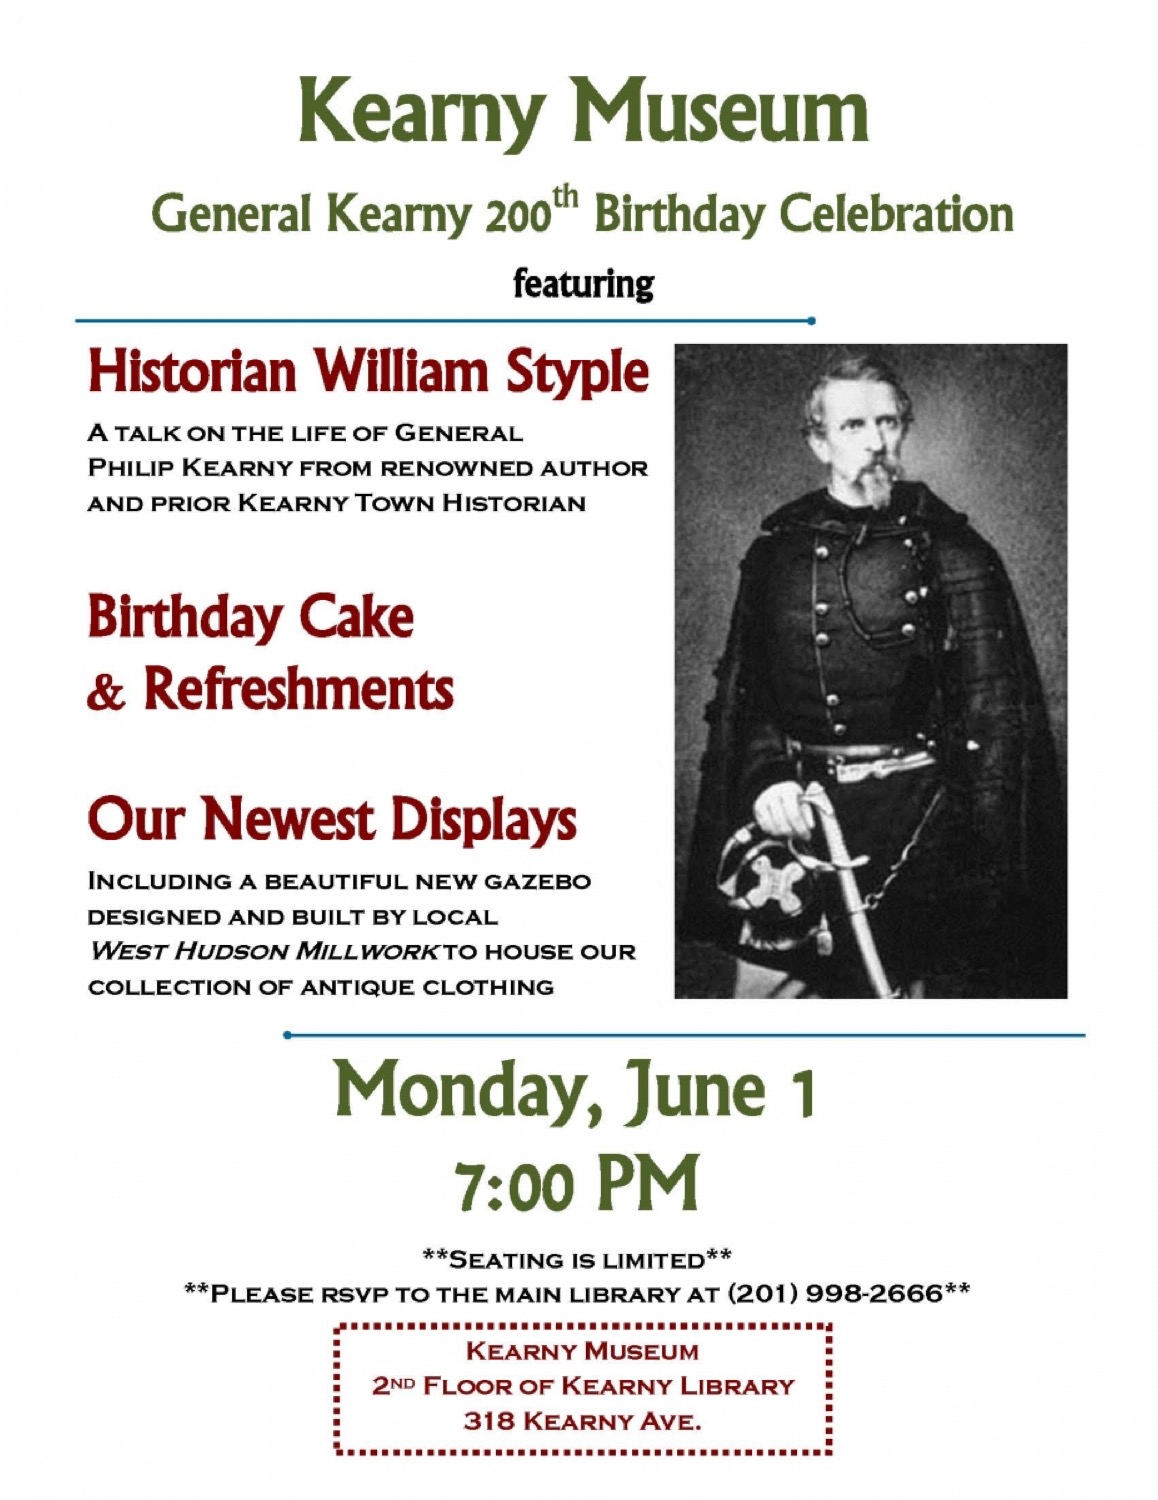 Kearny Museum
General Kearny 200th Birthday Celebration
featuring
Historian William Styple
A TALK ON THE LIFE OF GENERAL
PHILIP KEARNY FROM RENOWNED AUTHOR
AND PRIOR KEARNY TOWN HISTORIAN
Birthday Cake
& Refreshments
Our Newest Displays
INCLUDING A BEAUTIFUL NEW GAZEBO
DESIGNED AND BUILT BY LOCAL
WEST HUDSON MILLWORK TO HOUSE OUR
COLLECTION OF ANTIQUE CLOTHING
Monday, June 1
7:00 PM
**SEATING IS LIMITED**
**PLEASE RSVP TO THE MAIN LIBRARY AT (201) 998-2666**
KEARNY MUSEUM
2ND FLOOR OF KEARNY LIBRARY
318 KEARNY AVE.